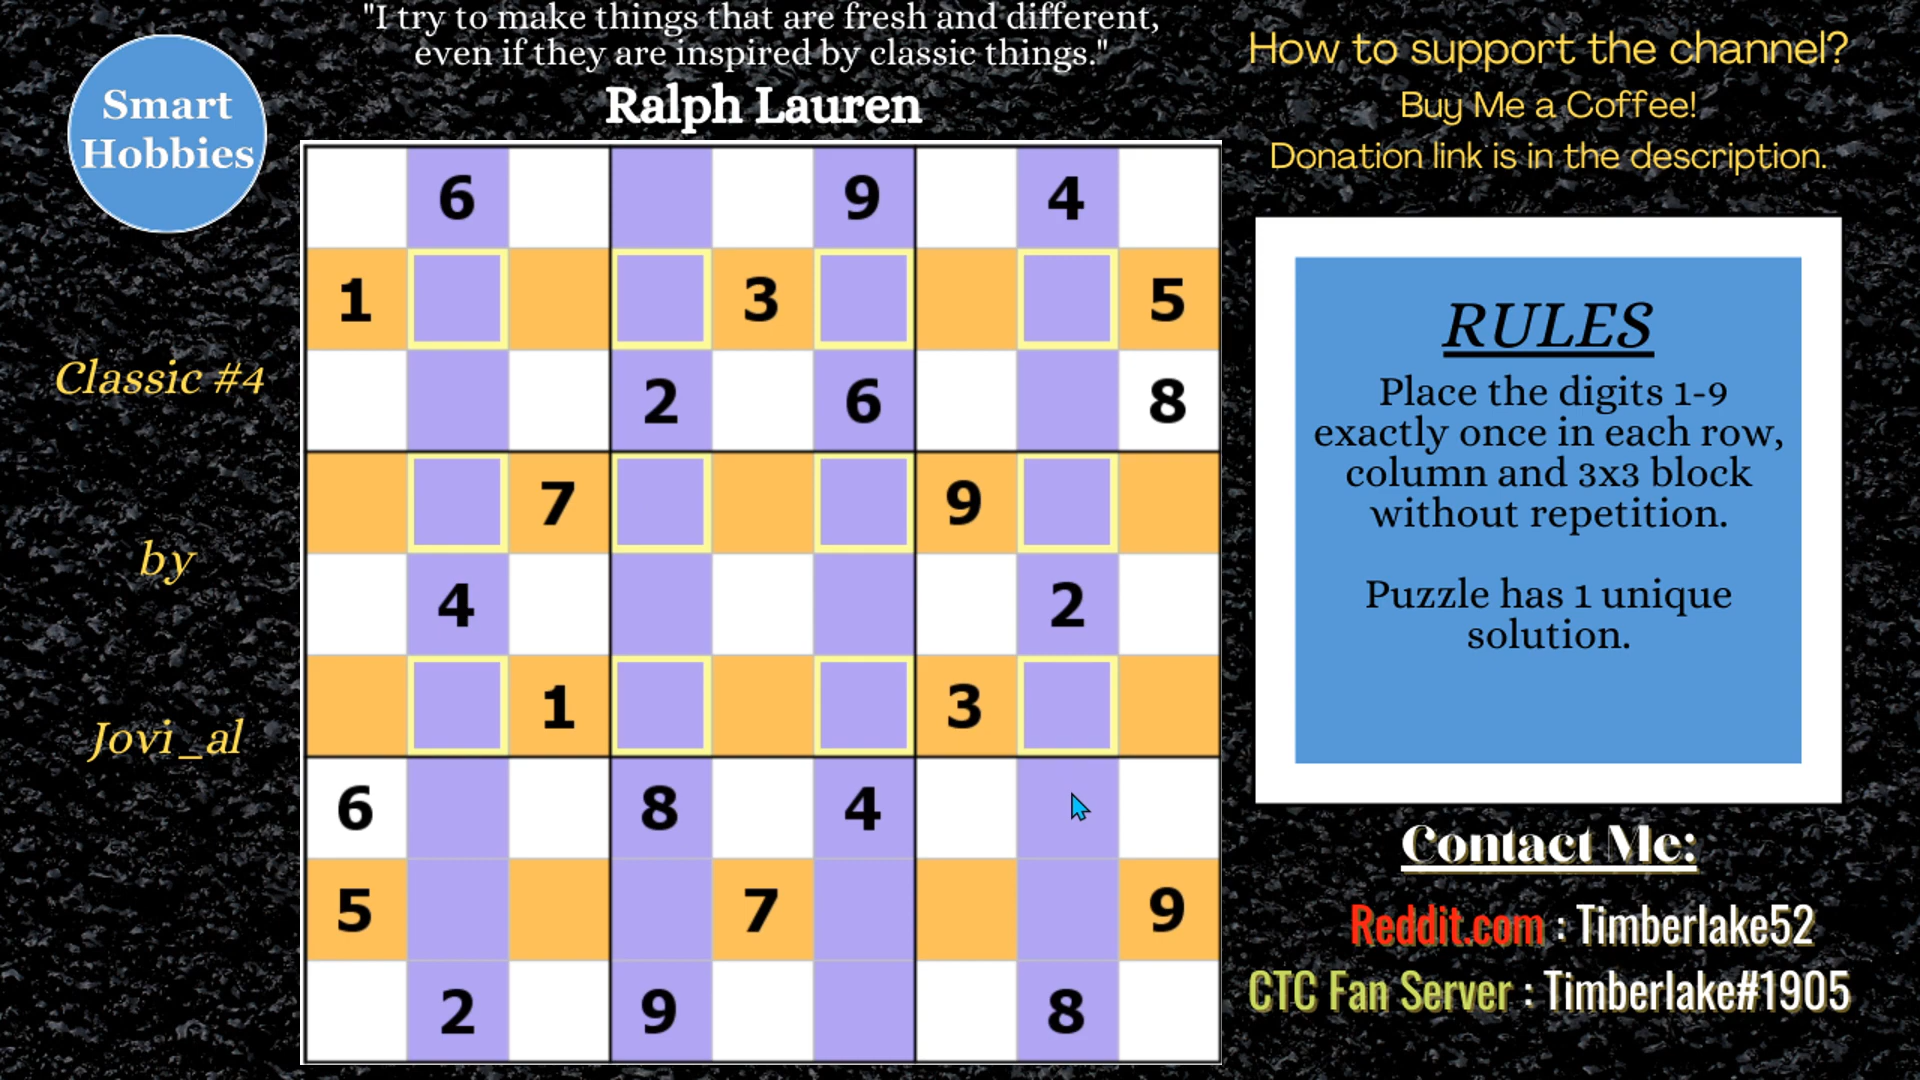 "I try to make things that are fresh and different,
even if they are inspired by classic things."
Ralph Lauren
Smart
Hobbies
Classic #4
by
Jovi_al
6 9 4
1 3 5
2 6 8
7 9
4 2
1 3
6 8 4
5 7 9
2 9 8
How to support the channel?
Buy Me a Coffee!
Donation link is in the description.
RULES
Place the digits 1-9
exactly once in each row,
column and 3x3 block
without repetition.
Puzzle has 1 unique
solution.
Contact Me:
Reddit.com : Timberlake52
CTC Fan Server : Timberlake#1905